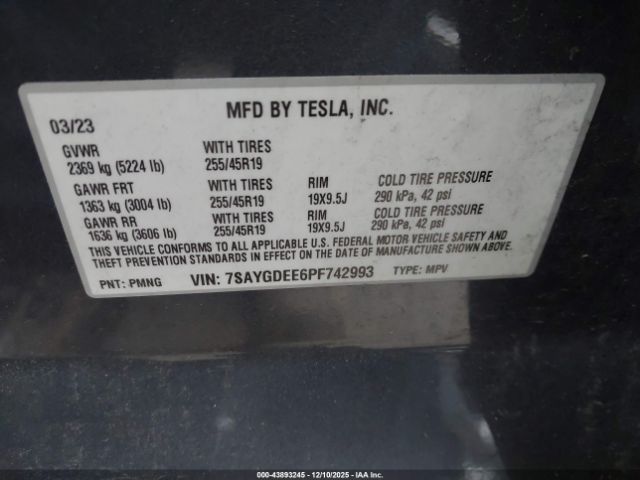 MFD BY TESLA, INC.
03/23
GVWR WITH TIRES
2369 kg (5224 lb) 255/45R19
GAWR FRT WITH TIRES RIM COLD TIRE PRESSURE
1363 kg (3004 lb) 255/45R19 19X9.5J 290 kPa, 42 psi
GAWR RR WITH TIRES RIM COLD TIRE PRESSURE
1636 kg (3606 lb) 255/45R19 19X9.5J 290 kPa, 42 psi
THIS VEHICLE CONFORMS TO ALL APPLICABLE U.S. FEDERAL MOTOR VEHICLE SAFETY AND
THEFT PREVENTION STANDARDS IN EFFECT ON THE DATE OF MANUFACTURE SHOWN ABOVE.
PNT: PMNG VIN: 7SAYGDEE6PF742993 TYPE: MPV
000-43893245 - 12/10/2025 - IAA Inc.